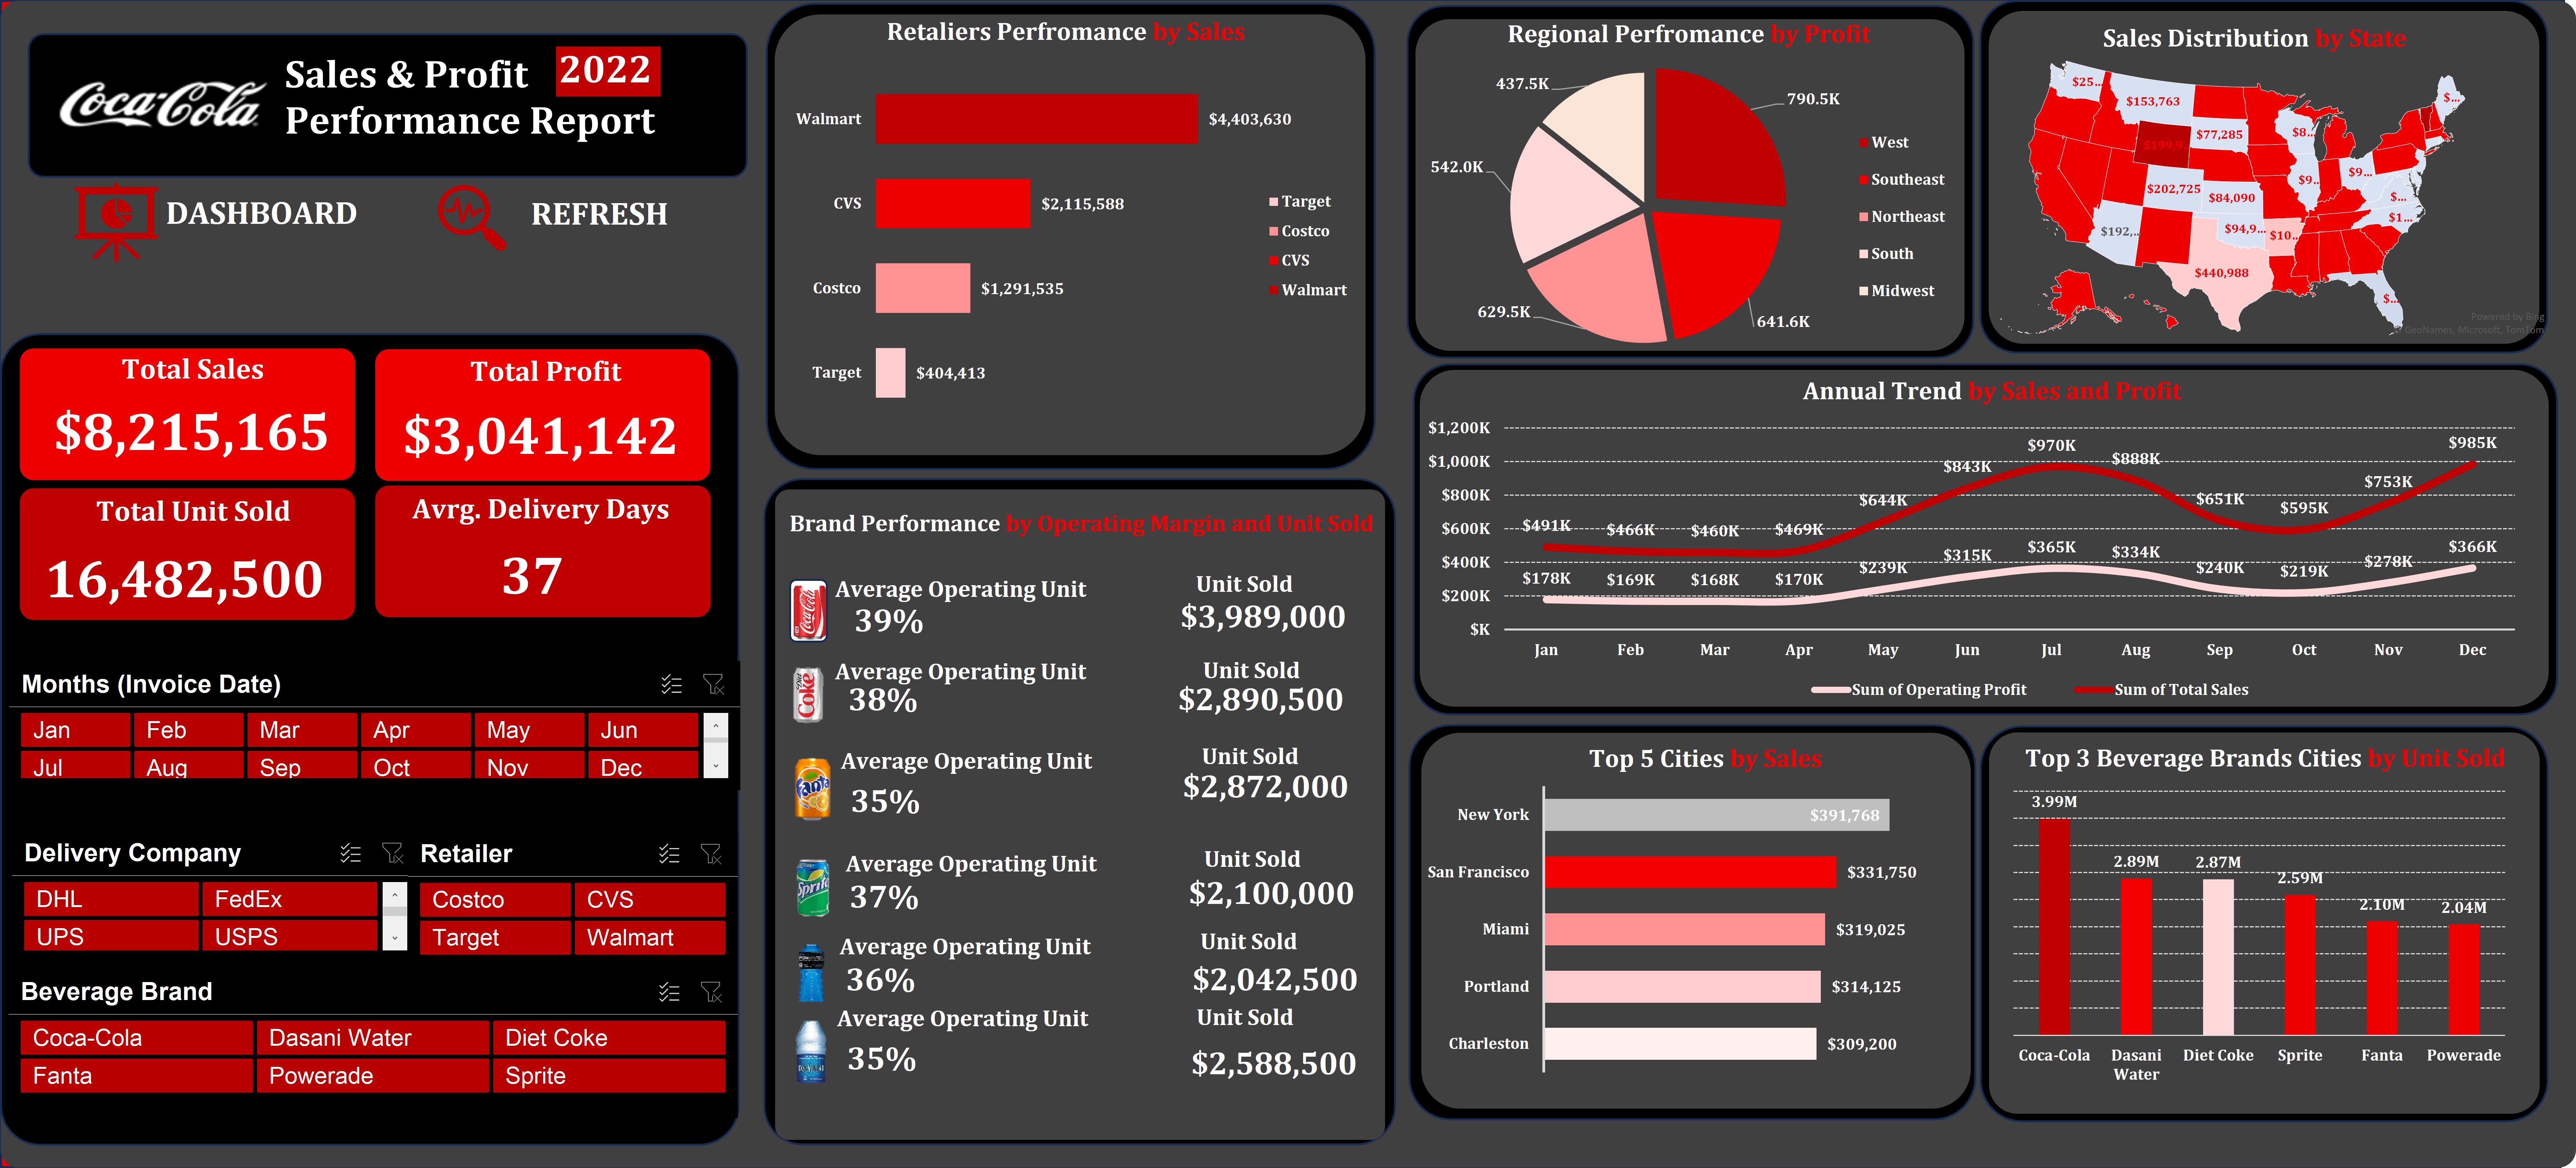 Coca-Cola
Sales & Profit 2022
Performance Report
DASHBOARD
REFRESH
Total Sales
$8,215,165
Total Profit
$3,041,142
Total Unit Sold
16,482,500
Avrg. Delivery Days
37
Months (Invoice Date)
Jan Feb Mar Apr May Jun
Jul Aug Sep Oct Nov Dec
Delivery Company
DHL FedEx
UPS USPS
Retailer
Costco CVS
Target Walmart
Beverage Brand
Coca-Cola Dasani Water Diet Coke
Fanta Powerade Sprite
Retaliers Perfromance by Sales
Walmart $4,403,630
CVS $2,115,588
Costco $1,291,535
Target $404,413
Target
Costco
CVS
Walmart
Brand Performance by Operating Margin and Unit Sold
Coca-Cola
Average Operating Unit Unit Sold
39% $3,989,000
Coke
Average Operating Unit Unit Sold
38% $2,890,500
Fanta
Average Operating Unit Unit Sold
35% $2,872,000
Sprite
Average Operating Unit Unit Sold
37% $2,100,000
Average Operating Unit Unit Sold
36% $2,042,500
Average Operating Unit Unit Sold
35% $2,588,500
Regional Perfromance by Profit
437.5K
790.5K
542.0K
629.5K
641.6K
West
Southeast
Northeast
South
Midwest
Sales Distribution by State
$25...
$153,763
$...
$77,285
$8...
$199,9..
$202,725
$84,090
$9..
$9...
$...
$192,..
$94,9...
$10..
$1...
$440,988
$...
Powered by Bing
© GeoNames, Microsoft, TomTom
Annual Trend by Sales and Profit
$1,200K
$1,000K
$800K
$600K
$400K
$200K
$K
$491K $466K $460K $469K $644K $843K $970K $888K $651K $595K $753K $985K
$178K $169K $168K $170K $239K $315K $365K $334K $240K $219K $278K $366K
Jan Feb Mar Apr May Jun Jul Aug Sep Oct Nov Dec
Sum of Operating Profit Sum of Total Sales
Top 5 Cities by Sales
New York $391,768
San Francisco $331,750
Miami $319,025
Portland $314,125
Charleston $309,200
Top 3 Beverage Brands Cities by Unit Sold
3.99M 2.89M 2.87M 2.59M 2.10M 2.04M
Coca-Cola Dasani Diet Coke Sprite Fanta Powerade
Water